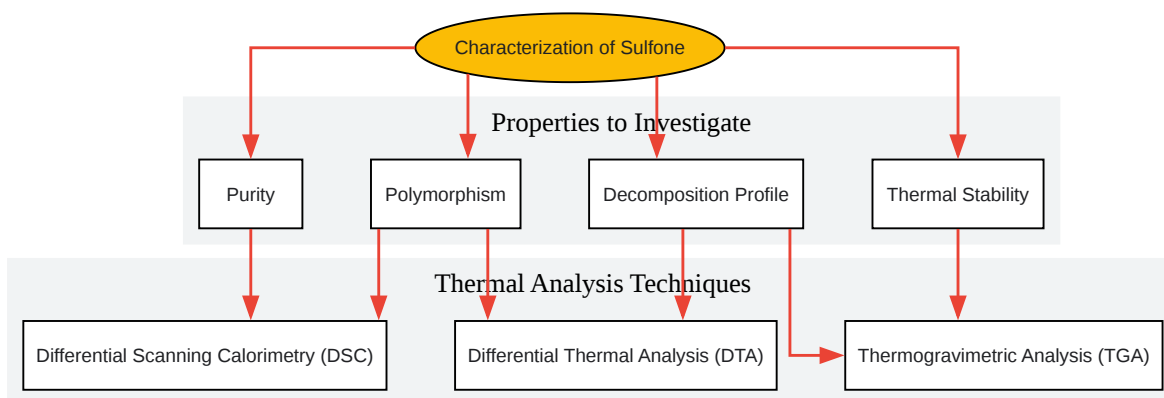 Characterization of Sulfone
Properties to Investigate
Purity
Polymorphism
Decomposition Profile
Thermal Stability
Thermal Analysis Techniques
Differential Scanning Calorimetry (DSC)
Differential Thermal Analysis (DTA)
Thermogravimetric Analysis (TGA)